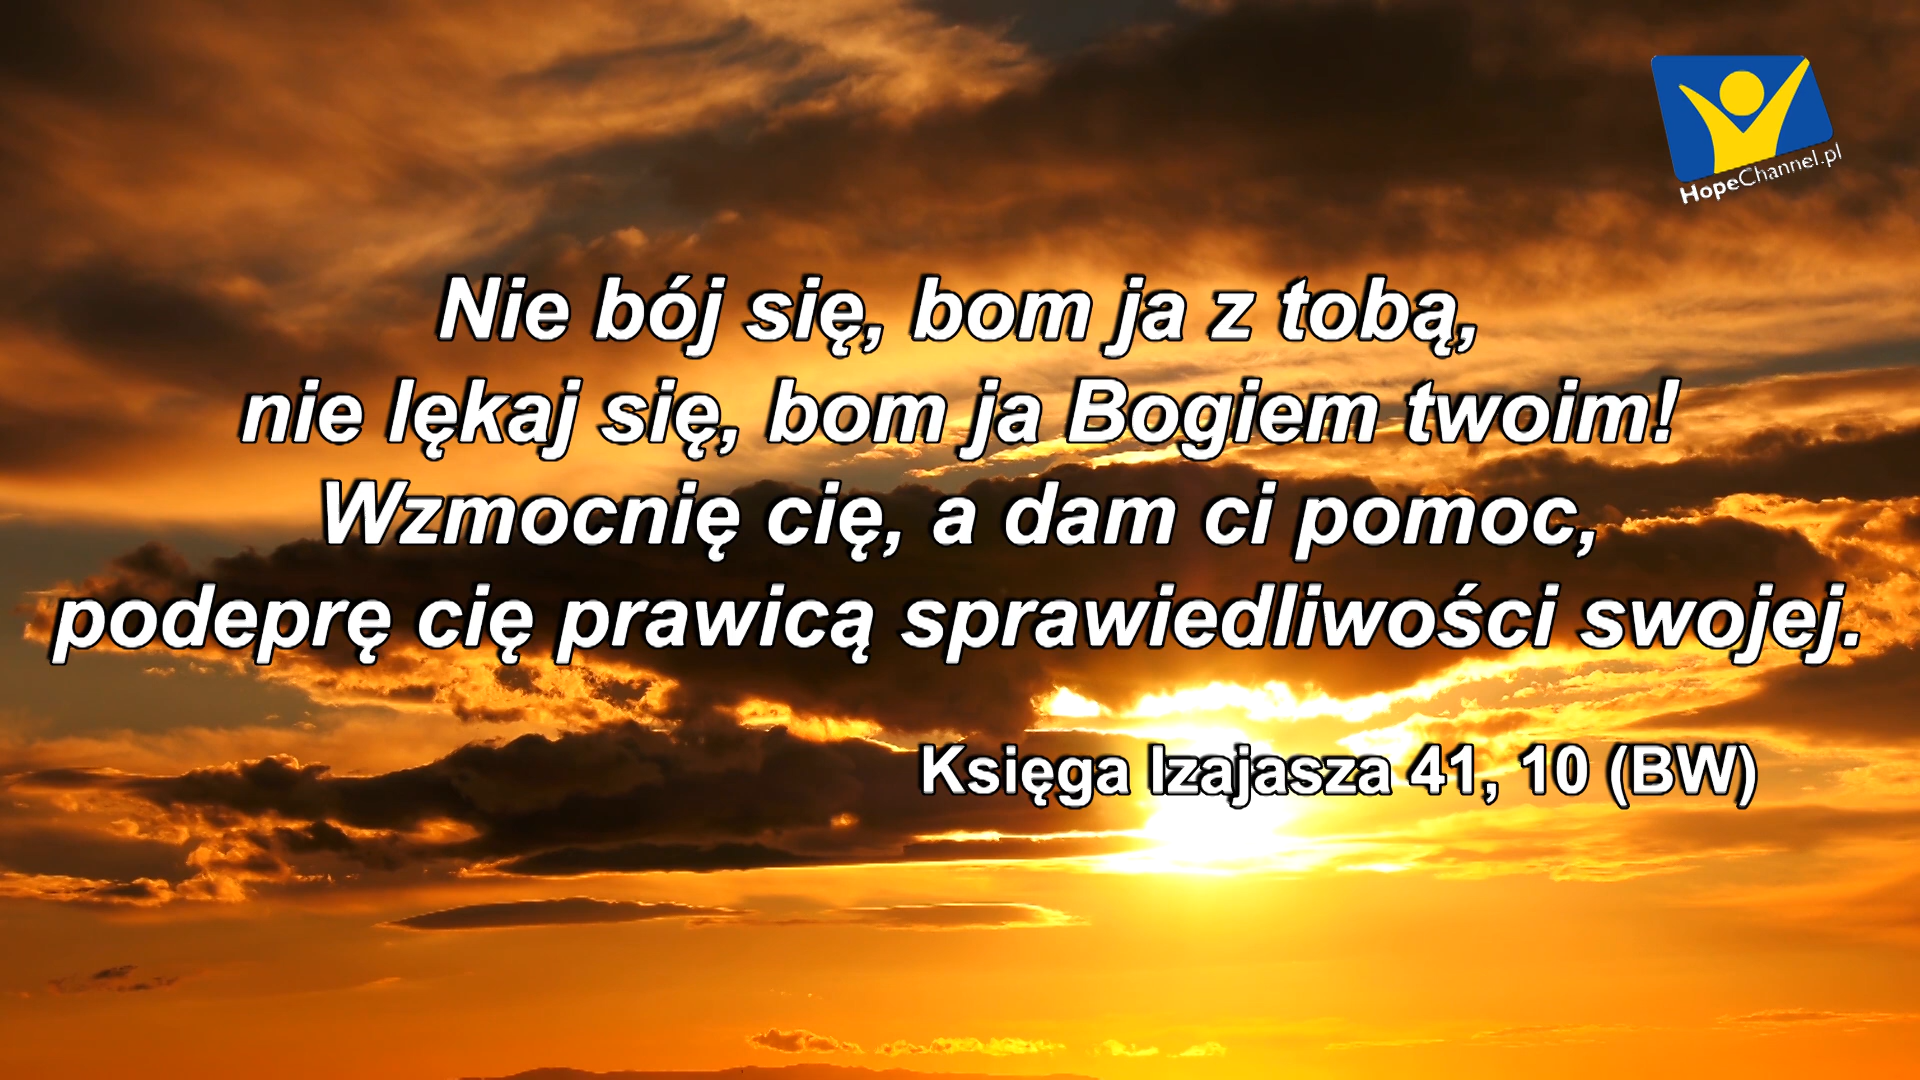 HopeChannel.pl
Nie bój się, bom ja z tobą,
nie lękaj się, bom ja Bogiem twoim!
Wzmocnię cię, a dam ci pomoc,
podeprę cię prawicą sprawiedliwości swojej.
Księga Izajasza 41, 10 (BW)